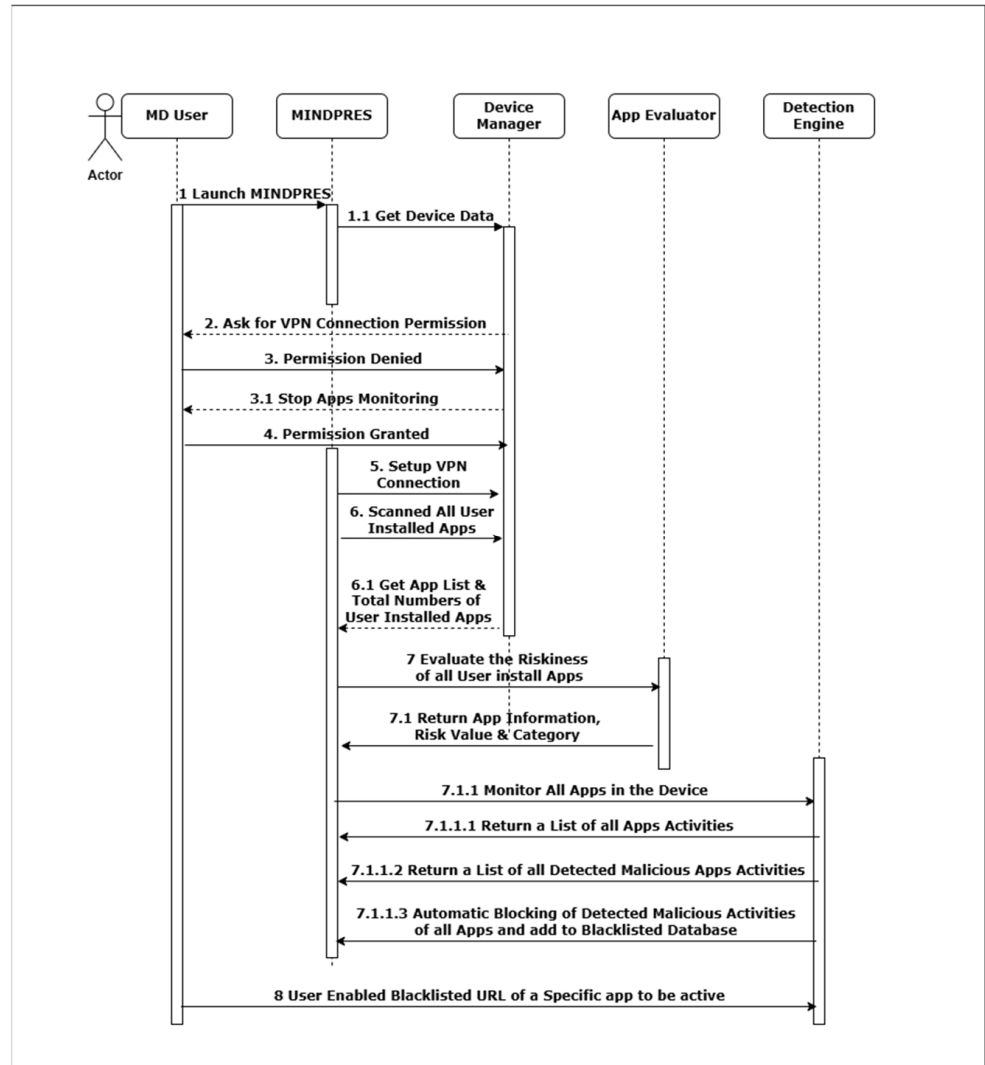 MD User
MINDPRES
Device
Manager
App Evaluator
Detection
Engine
Actor
1 Launch MINDPRES
1.1 Get Device Data
2. Ask for VPN Connection Permission
3. Permission Denied
3.1 Stop Apps Monitoring
4. Permission Granted
5. Setup VPN
Connection
6. Scanned All User
Installed Apps
6.1 Get App List &
Total Numbers of
User Installed Apps
7 Evaluate the Riskiness
of all User install Apps
7.1 Return App Information,
Risk Value & Category
7.1.1 Monitor All Apps in the Device
7.1.1.1 Return a List of all Apps Activities
7.1.1.2 Return a List of all Detected Malicious Apps Activities
7.1.1.3 Automatic Blocking of Detected Malicious Activities
of all Apps and add to Blacklisted Database
8 User Enabled Blacklisted URL of a Specific app to be active